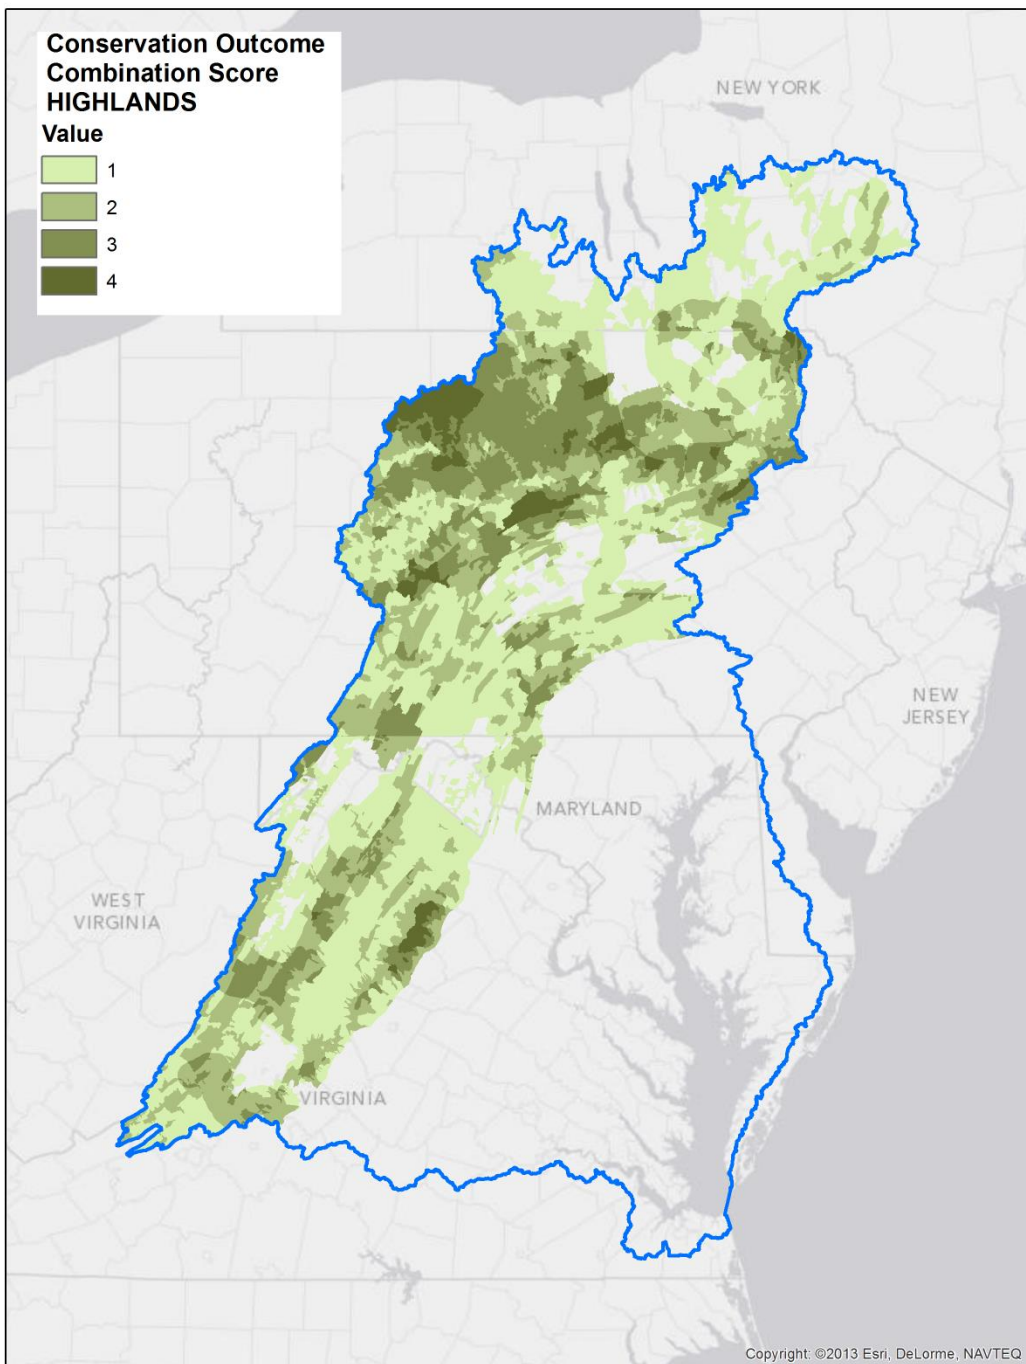 Conservation Outcome
Combination Score
HIGHLANDS
Value
1
2
3
4
NEW YORK
NEW
JERSEY
MARYLAND
WEST
VIRGINIA
VIRGINIA
Copyright: ©2013 Esri, DeLorme, NAVTEQ